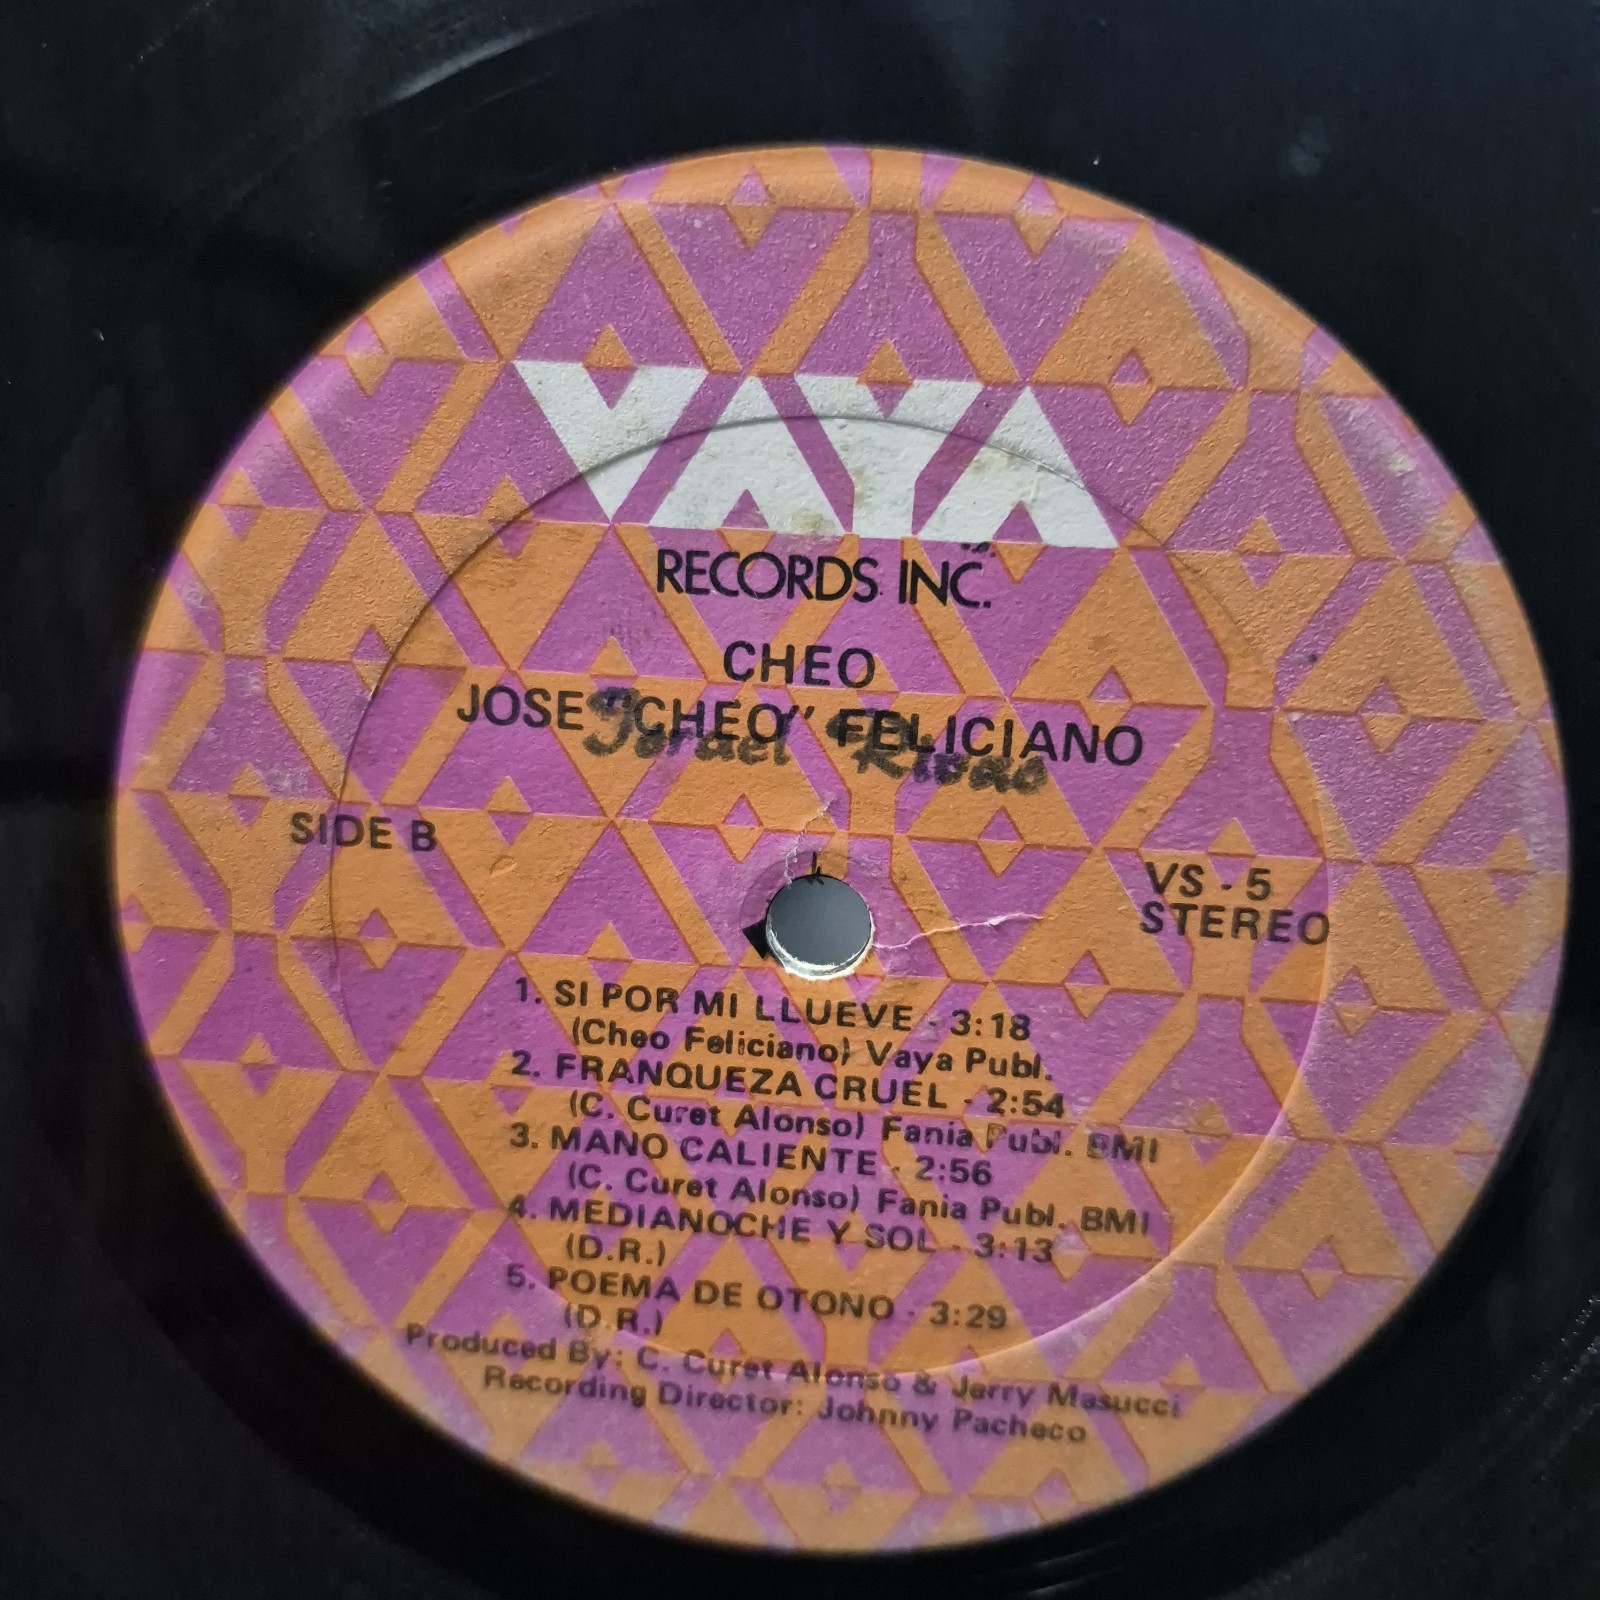 VAYA
RECORDS INC.
CHEO
JOSE "CHEO" FELICIANO
Israel Rivas
SIDE B
VS - 5
STEREO
1. SI POR MI LLUEVE - 3:18
(Cheo Feliciano) Vaya Publ.
2. FRANQUEZA CRUEL - 2:54
(C. Curet Alonso) Fania Publ. BMI
3. MANO CALIENTE - 2:56
(C. Curet Alonso) Fania Publ. BMI
4. MEDIANOCHE Y SOL - 3:13
(D.R.)
5. POEMA DE OTONO - 3:29
(D.R.)
Produced By: C. Curet Alonso & Jerry Masucci
Recording Director: Johnny Pacheco